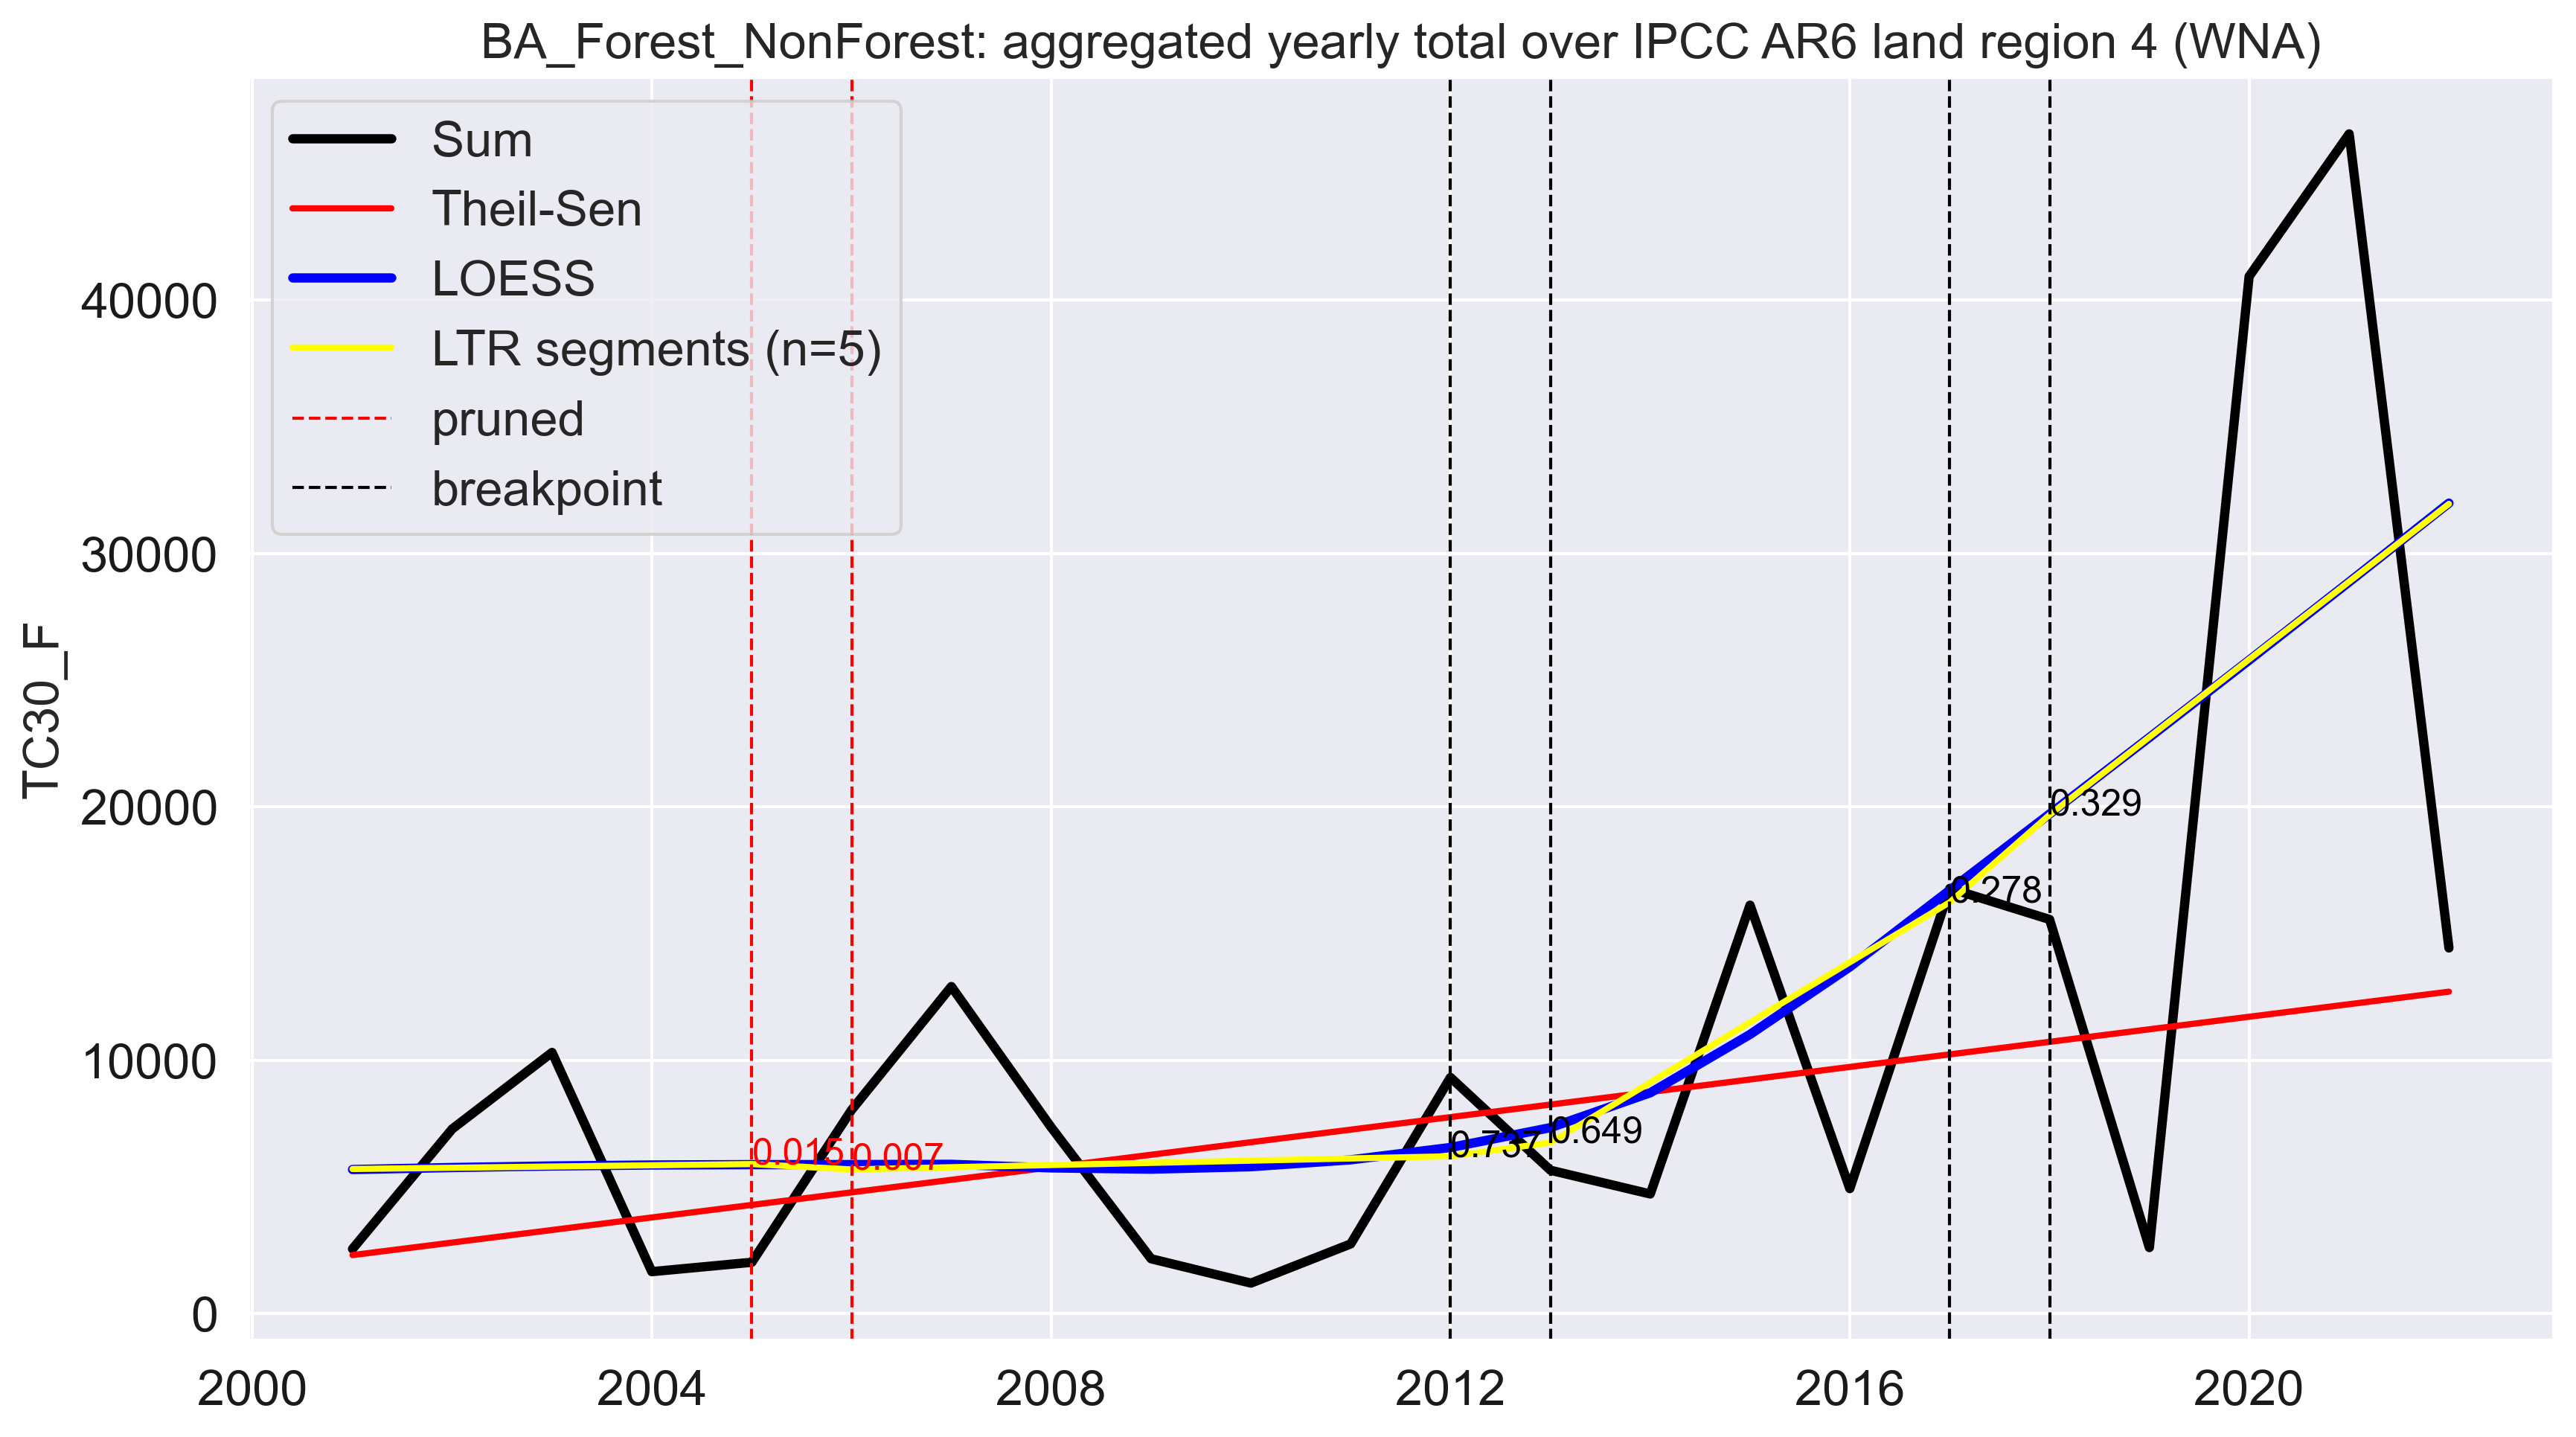 BA_Forest_NonForest: aggregated yearly total over IPCC AR6 land region 4 (WNA)
Sum
Theil-Sen
LOESS
LTR segments (n=5)
pruned
breakpoint
TC30_F
40000
30000
20000
10000
0
0.329
0.278
0.649
0.737
0.015
0.007
2000
2004
2008
2012
2016
2020